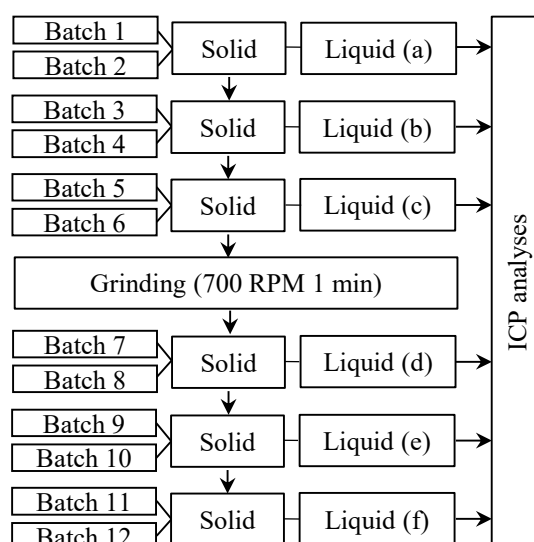 Batch 1
Batch 2
Solid
Liquid (a)
Batch 3
Batch 4
Solid
Liquid (b)
Batch 5
Batch 6
Solid
Liquid (c)
Grinding (700 RPM 1 min)
Batch 7
Batch 8
Solid
Liquid (d)
Batch 9
Batch 10
Solid
Liquid (e)
Batch 11
Batch 12
Solid
Liquid (f)
ICP analyses